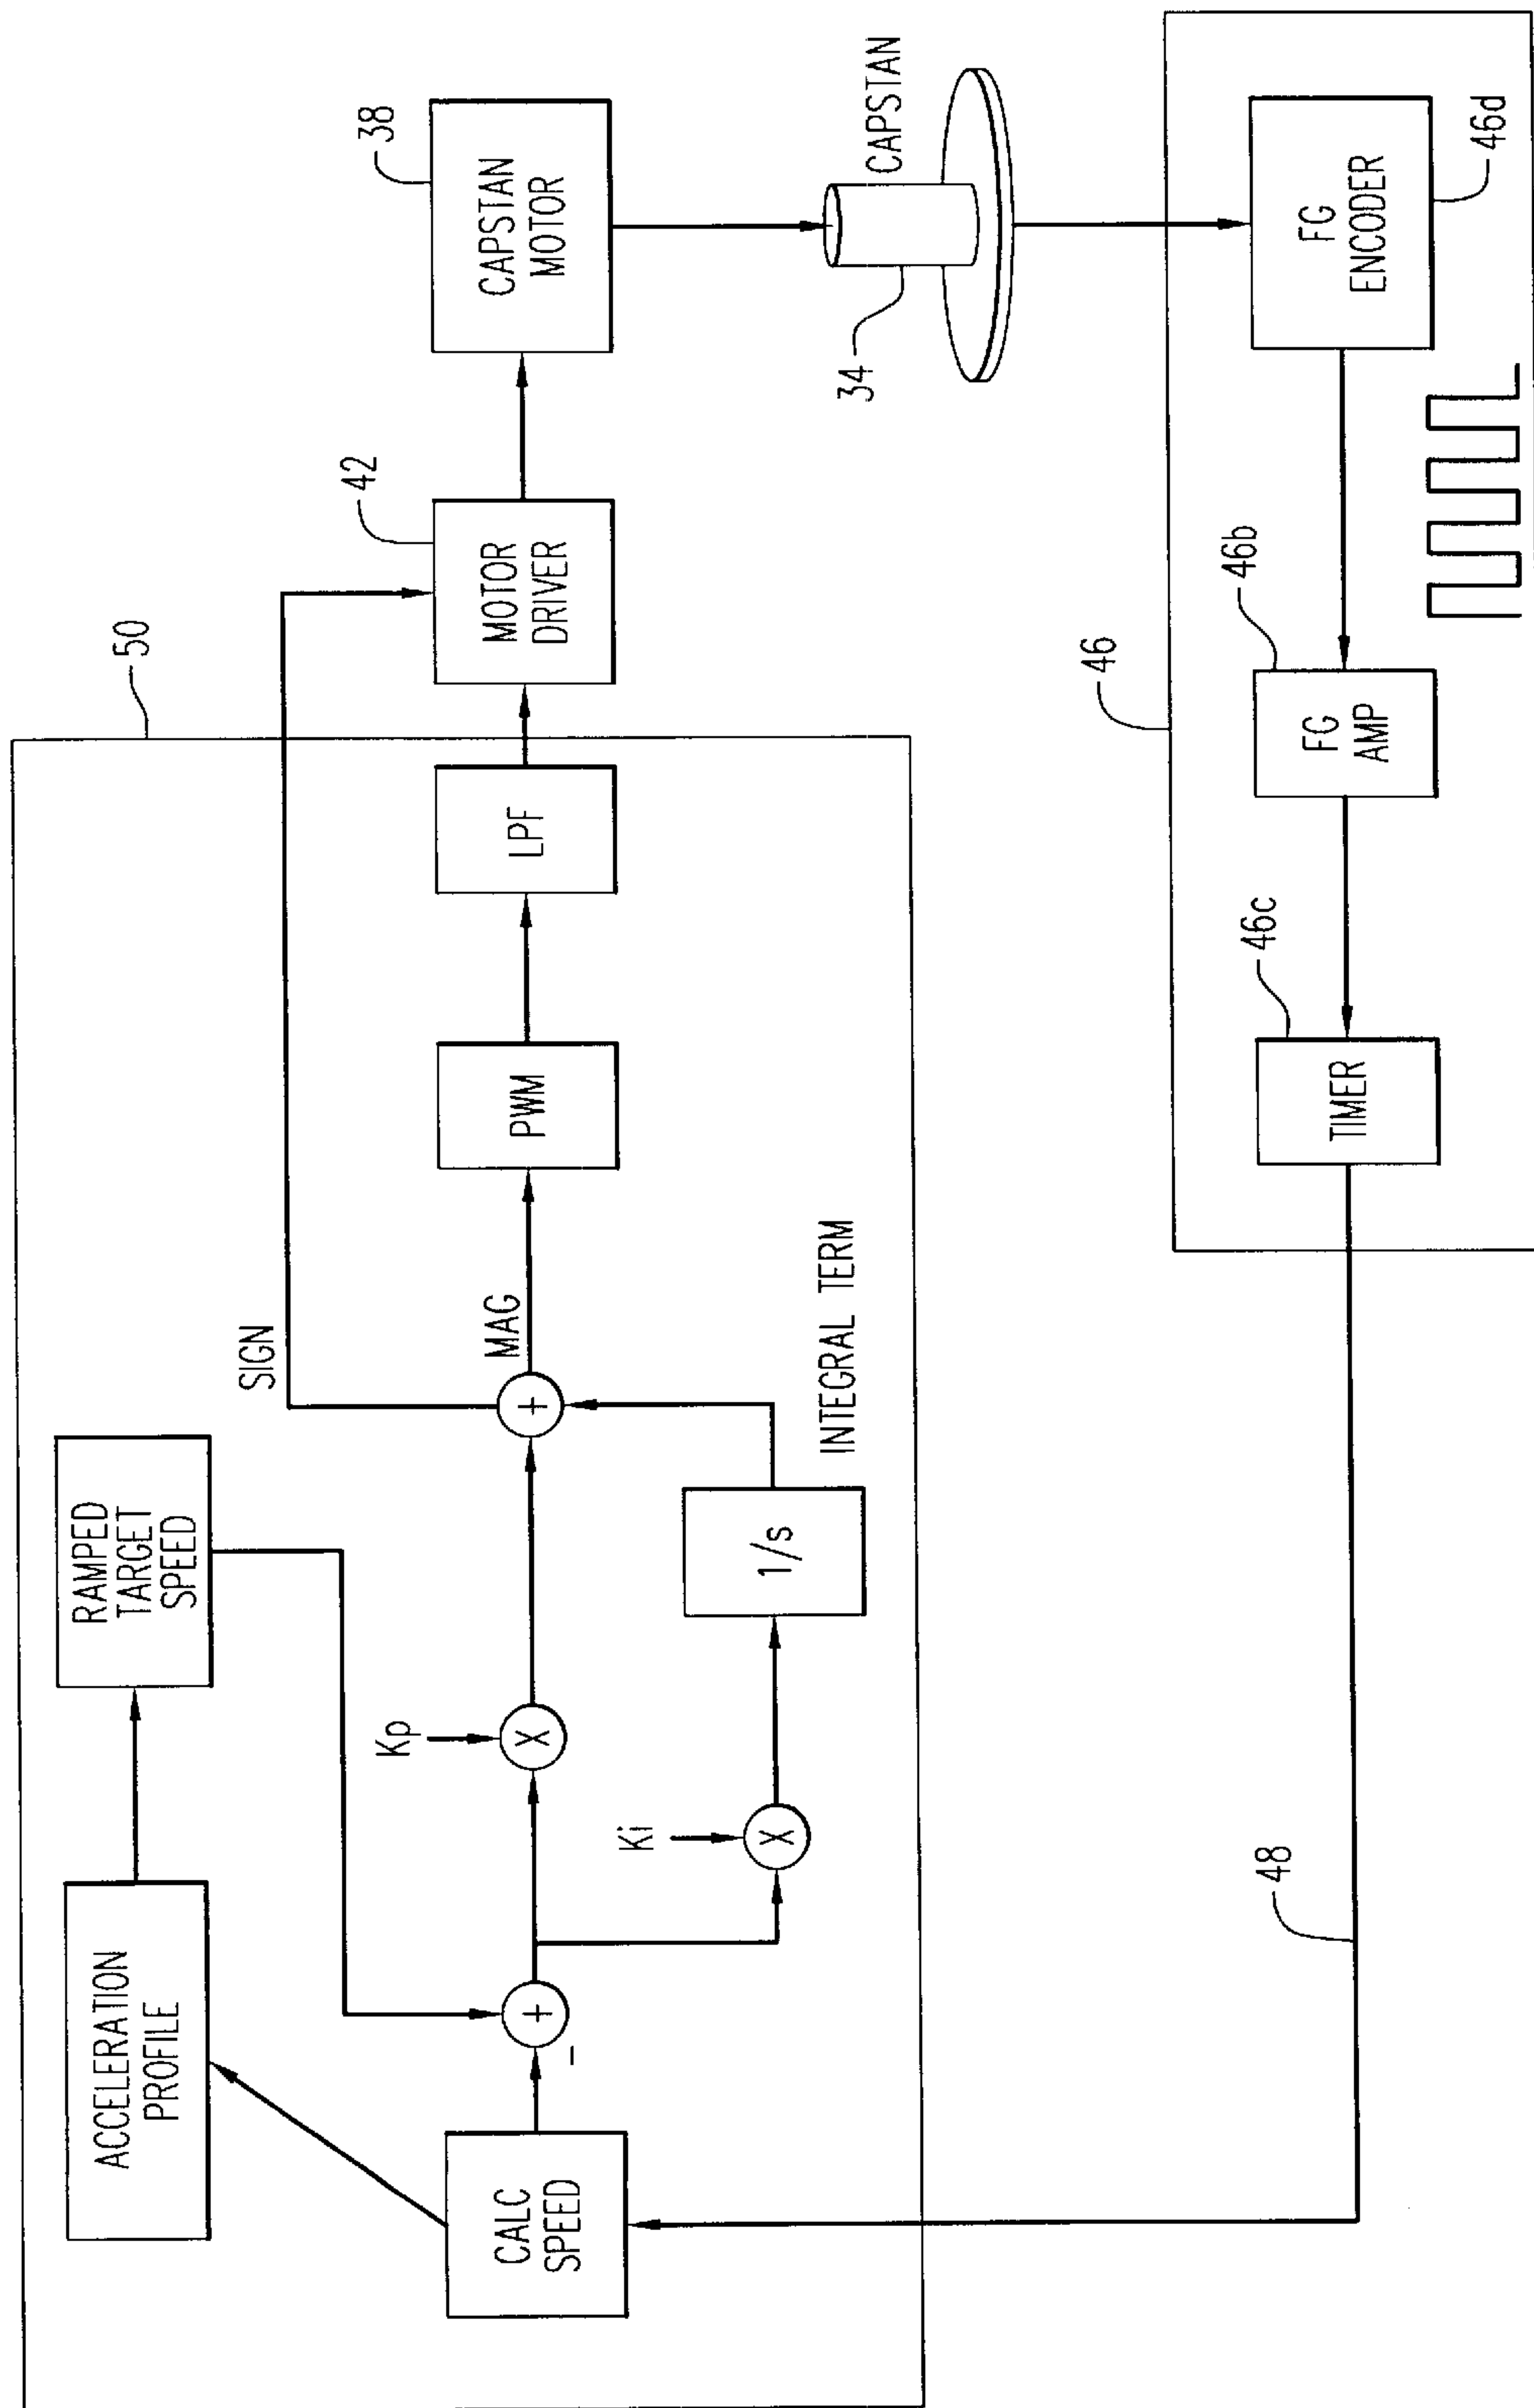 50
ACCELERATION
PROFILE
RAMPED
TARGET
SPEED
SIGN
42
38
CALC
SPEED
+
-
Kp
X
+
MAG
PWM
LPF
MOTOR
DRIVER
CAPSTAN
MOTOR
Ki
X
1/s
INTEGRAL TERM
34
CAPSTAN
46
48
46c
TIMER
46b
FG
AMP
FG
ENCODER
46d